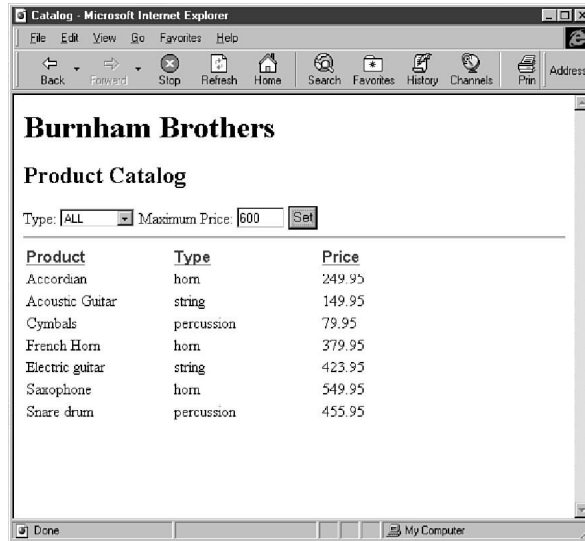 Catalog - Microsoft Internet Explorer
File Edit View Go Favorites Help
Back Forward Stop Refresh Home Search Favorites History Channels Prin Address
Burnham Brothers
Product Catalog
Type: ALL Maximum Price: 600 Set
Product Type Price
Accordian horn 249.95
Acoustic Guitar string 149.95
Cymbals percussion 79.95
French Horn horn 379.95
Electric guitar string 423.95
Saxophone horn 549.95
Snare drum percussion 455.95
Done My Computer